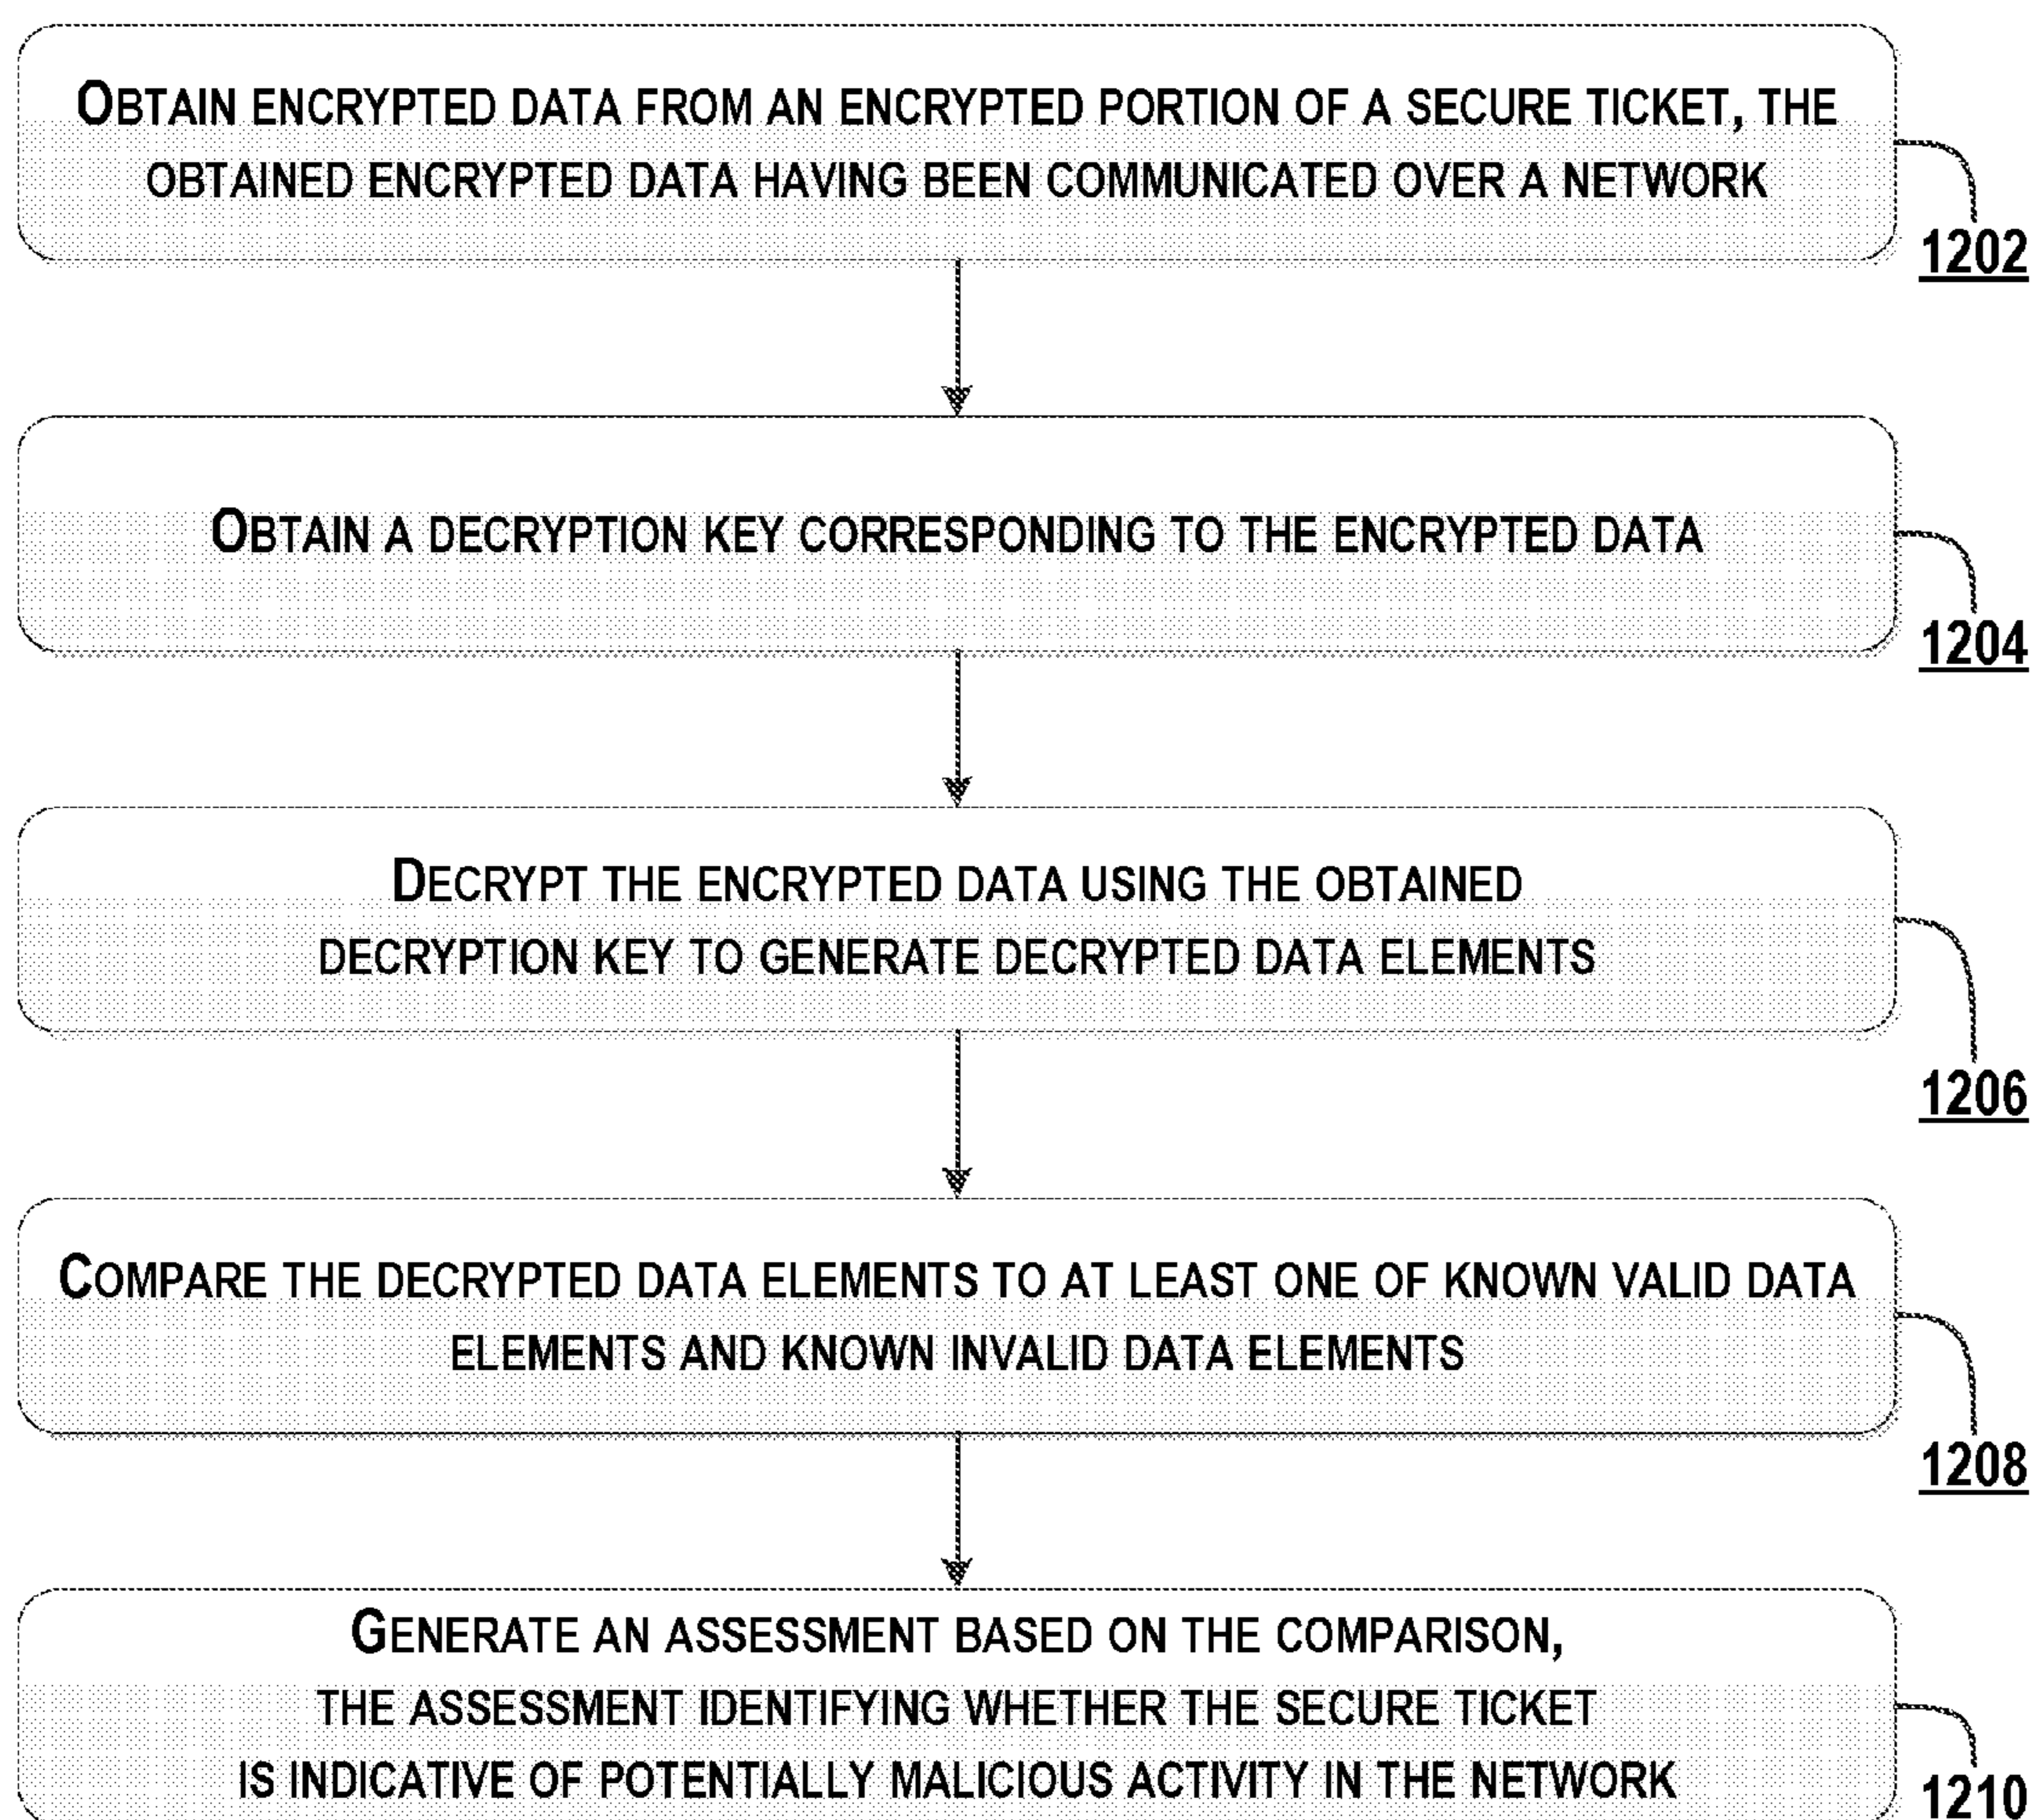 OBTAIN ENCRYPTED DATA FROM AN ENCRYPTED PORTION OF A SECURE TICKET, THE
OBTAINED ENCRYPTED DATA HAVING BEEN COMMUNICATED OVER A NETWORK
1202
OBTAIN A DECRYPTION KEY CORRESPONDING TO THE ENCRYPTED DATA
1204
DECRYPT THE ENCRYPTED DATA USING THE OBTAINED
DECRYPTION KEY TO GENERATE DECRYPTED DATA ELEMENTS
1206
COMPARE THE DECRYPTED DATA ELEMENTS TO AT LEAST ONE OF KNOWN VALID DATA
ELEMENTS AND KNOWN INVALID DATA ELEMENTS
1208
GENERATE AN ASSESSMENT BASED ON THE COMPARISON,
THE ASSESSMENT IDENTIFYING WHETHER THE SECURE TICKET
IS INDICATIVE OF POTENTIALLY MALICIOUS ACTIVITY IN THE NETWORK
1210